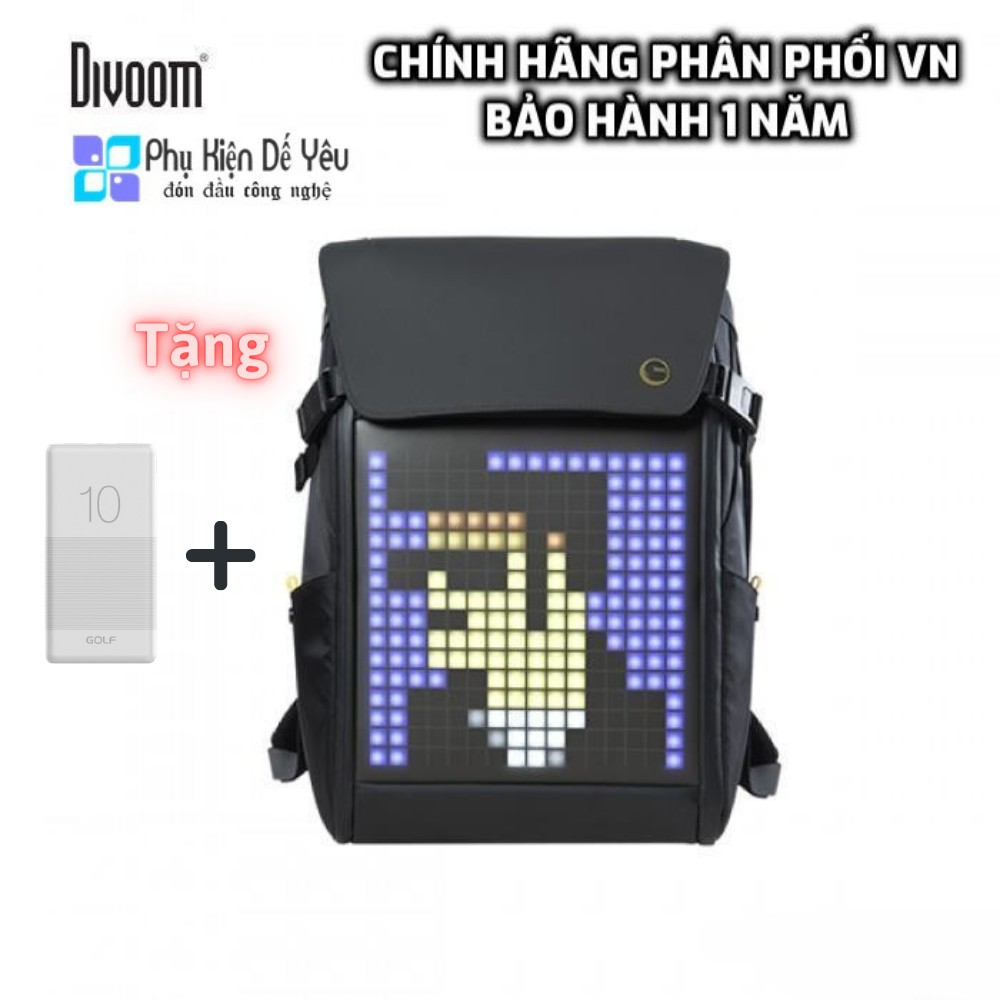 Divoom®
CHÍNH HÃNG PHÂN PHỐI VN
BẢO HÀNH 1 NĂM
Phụ Kiện Dế Yêu
đón đầu công nghệ
Tặng
10
GOLF